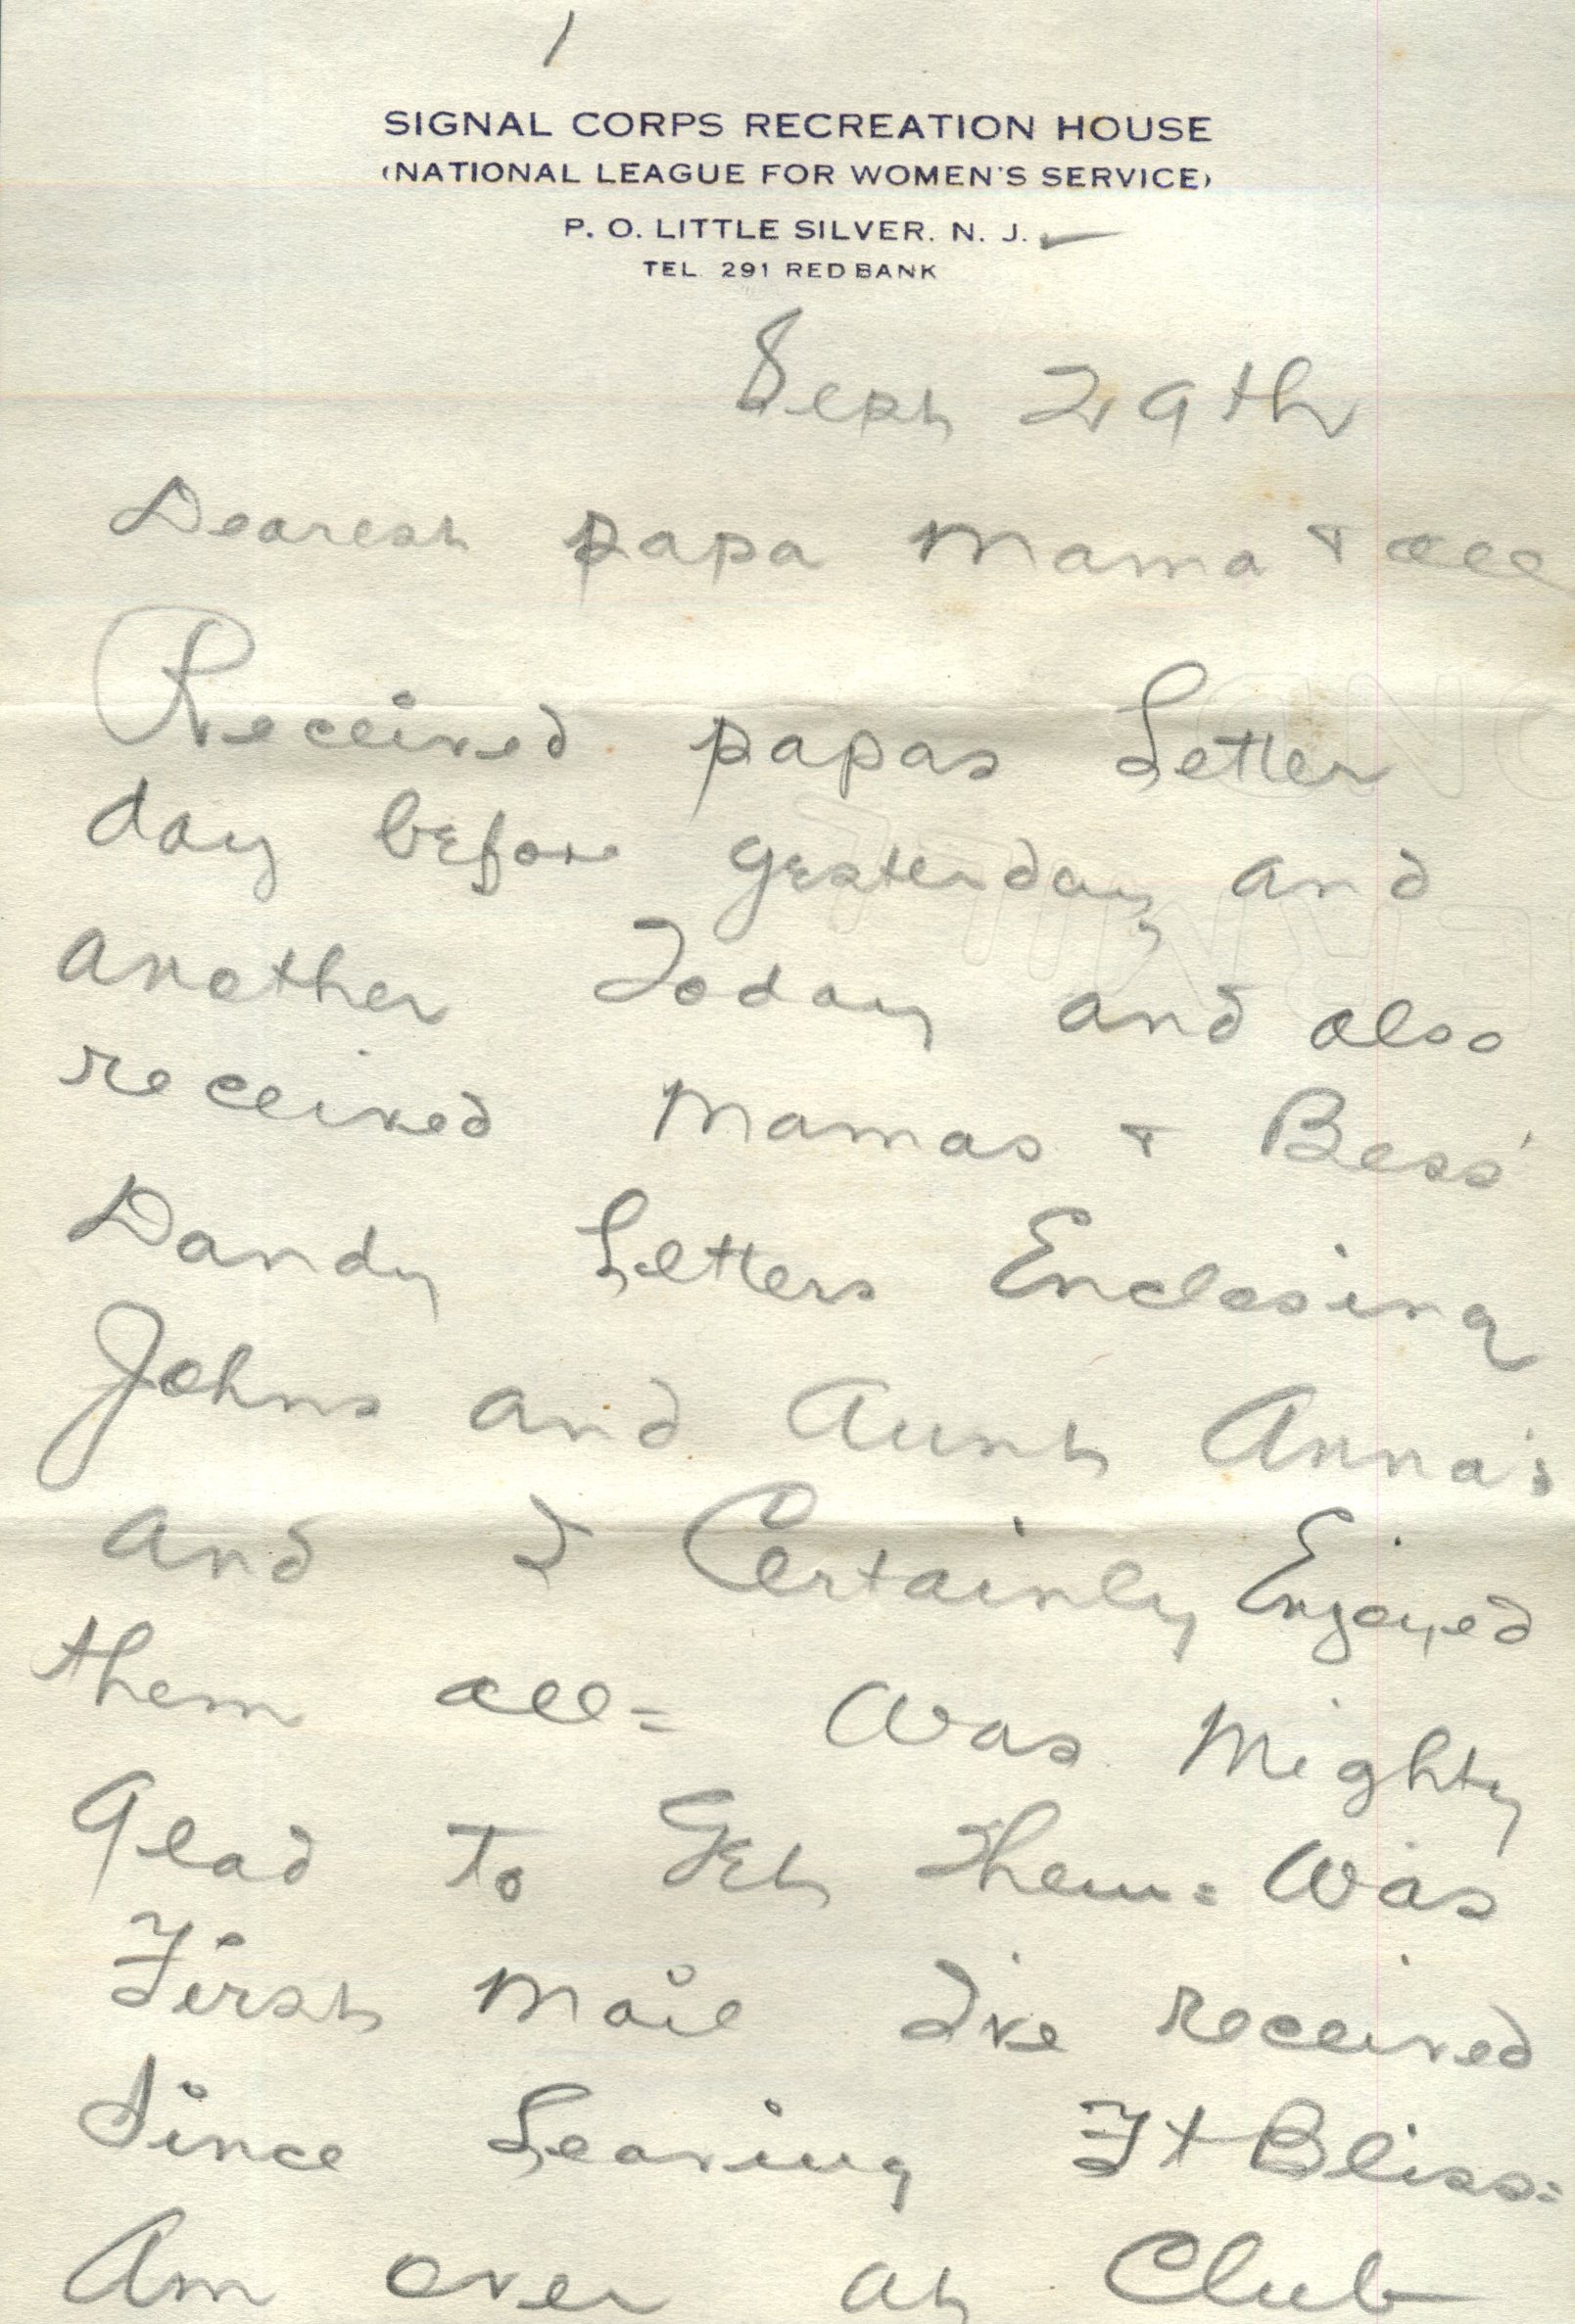 1
SIGNAL CORPS RECREATION HOUSE
(NATIONAL LEAGUE FOR WOMEN'S SERVICE)
P. O. LITTLE SILVER. N. J.
TEL. 291 RED BANK
Sept 29th
Dearest papa mama + all
Received papas Letter
day before yesterday and
another Today and also
received Mamas + Bess'
Dandy Letters Enclosing
Johns and Aunt Anna's
and I Certainly Enjoyed
them all = Was Mighty
Glad to Get Them = Was
First Mail I've received
Since Leaving Ft Bliss =
Am over at Club